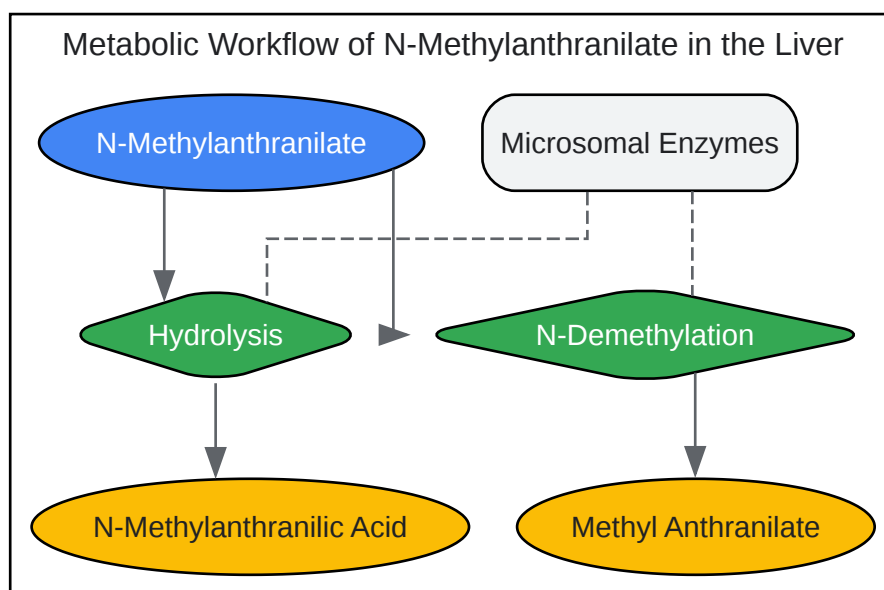 Metabolic Workflow of N-Methylanthranilate in the Liver
N-Methylanthranilate
Microsomal Enzymes
Hydrolysis
N-Demethylation
N-Methylanthranilic Acid
Methyl Anthranilate